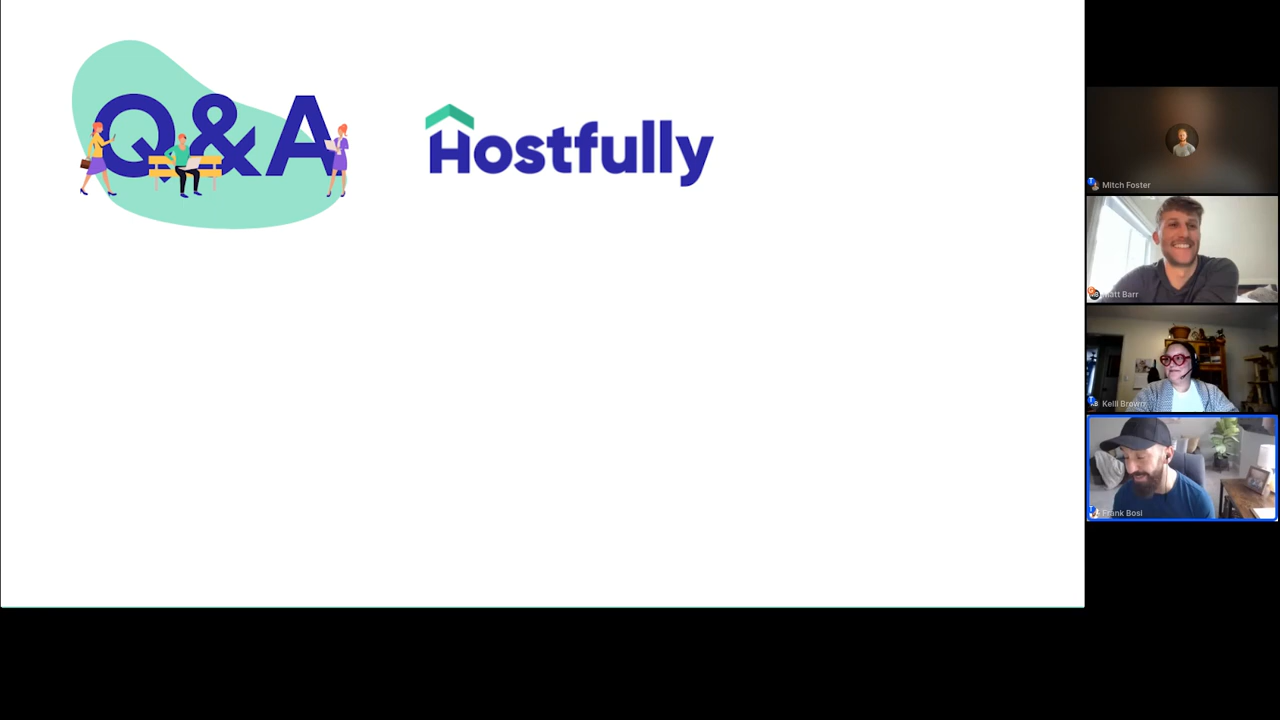 Q&A
Hostfully
Mitch Foster
Matt Barr
Kelli Brown
Frank Bosi